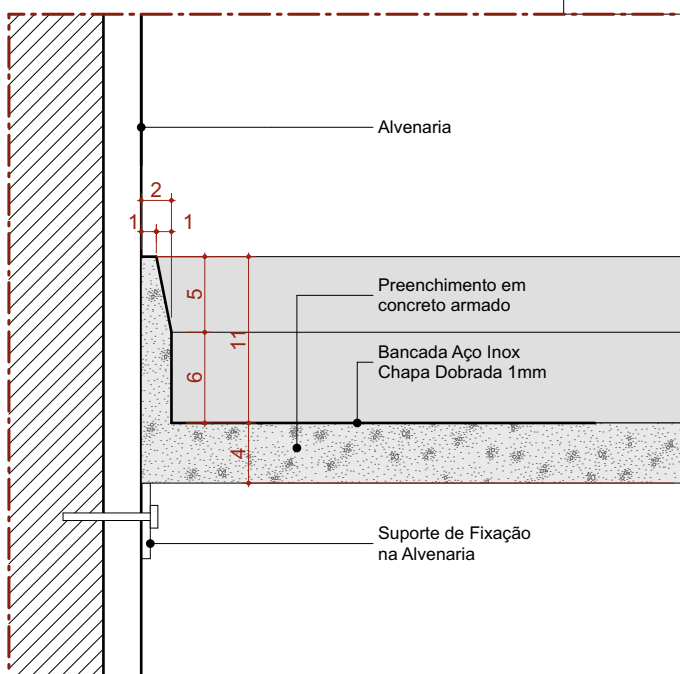 Alvenaria
2
1
1
5
Preenchimento em
concreto armado
11
Bancada Aço Inox
Chapa Dobrada 1mm
6
4
Suporte de Fixação
na Alvenaria